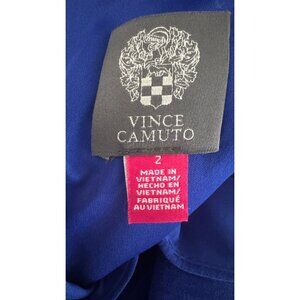 VINCE
CAMUTO
2
MADE IN
VIETNAM/
HECHO EN
VIETNAM/
FABRIQUÉ
AU VIETNAM